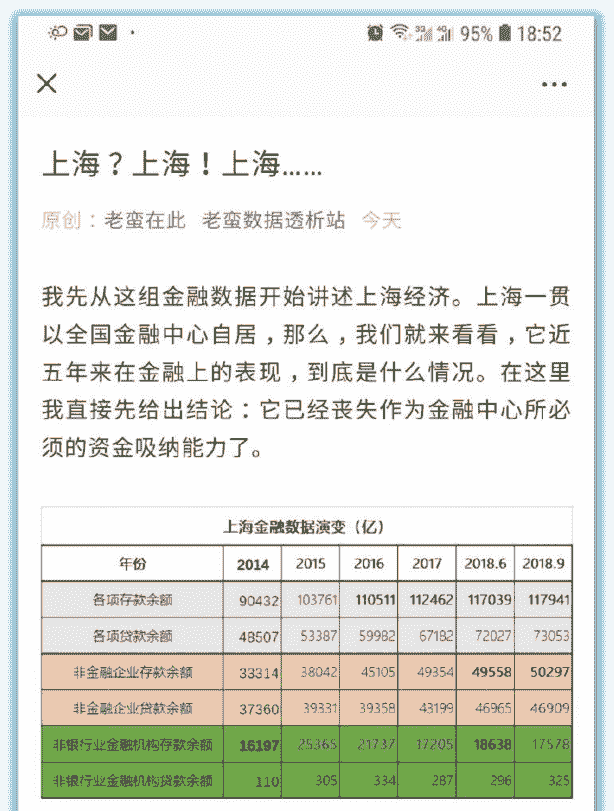 95% 18:52
上海？上海！上海……
原创：老蛮在此 老蛮数据透析站 今天
我先从这组金融数据开始讲述上海经济。上海一贯
以全国金融中心自居，那么，我们就来看看，它近
五年来在金融上的表现，到底是什么情况。在这里
我直接先给出结论：它已经丧失作为金融中心所必
须的资金吸纳能力了。
上海金融数据演变（亿）
年份 2014 2015 2016 2017 2018.6 2018.9
各项存款余额 90432 103761 110511 112462 117039 117941
各项贷款余额 48507 53387 59982 67182 72027 73053
非金融企业存款余额 33314 38042 45105 49354 49558 50297
非金融企业贷款余额 37360 39331 39358 43199 46965 46909
非银行业金融机构存款余额 16197 25365 21737 17205 18638 17578
非银行业金融机构贷款余额 110 305 334 287 296 325